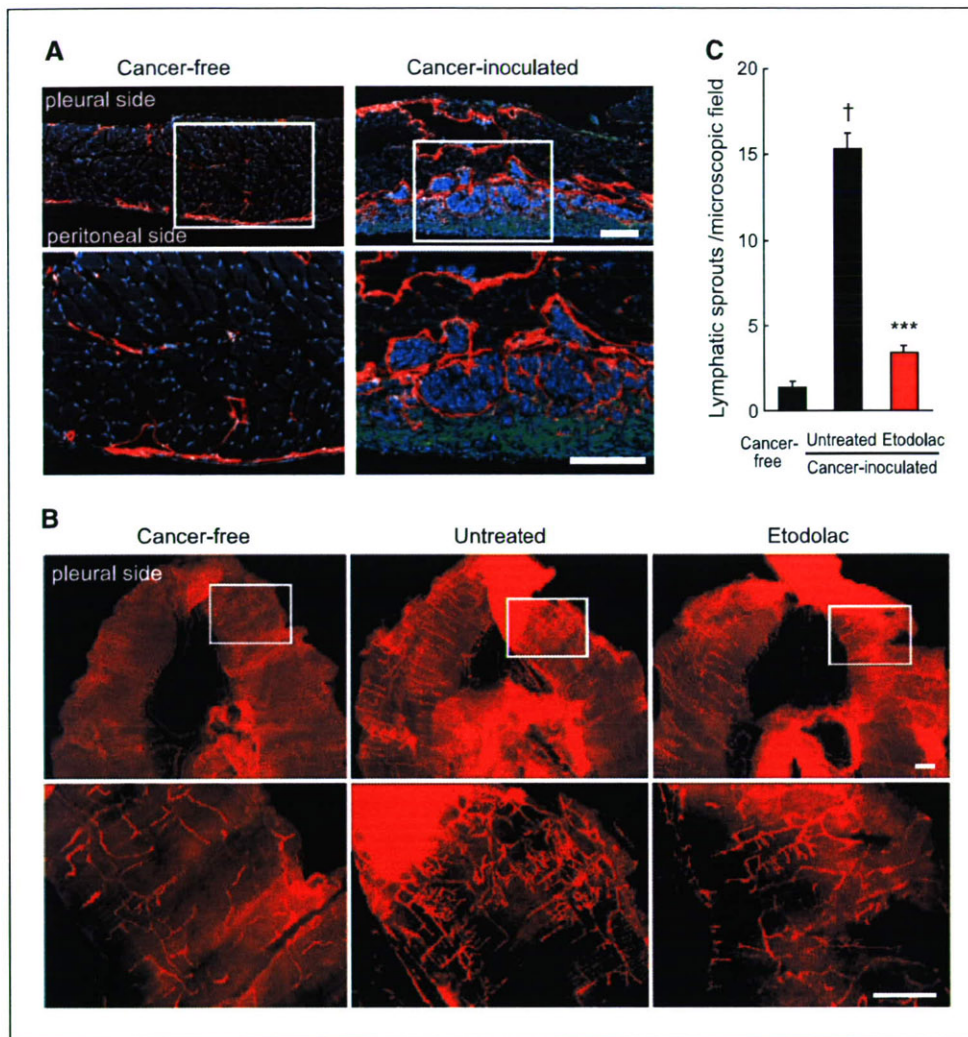 A
Cancer-free Cancer-inoculated
pleural side
peritoneal side
C
Lymphatic sprouts /microscopic field
20
15
10
5
0
†
***
Cancer-free
Untreated Etodolac
Cancer-inoculated
B
Cancer-free Untreated Etodolac
pleural side